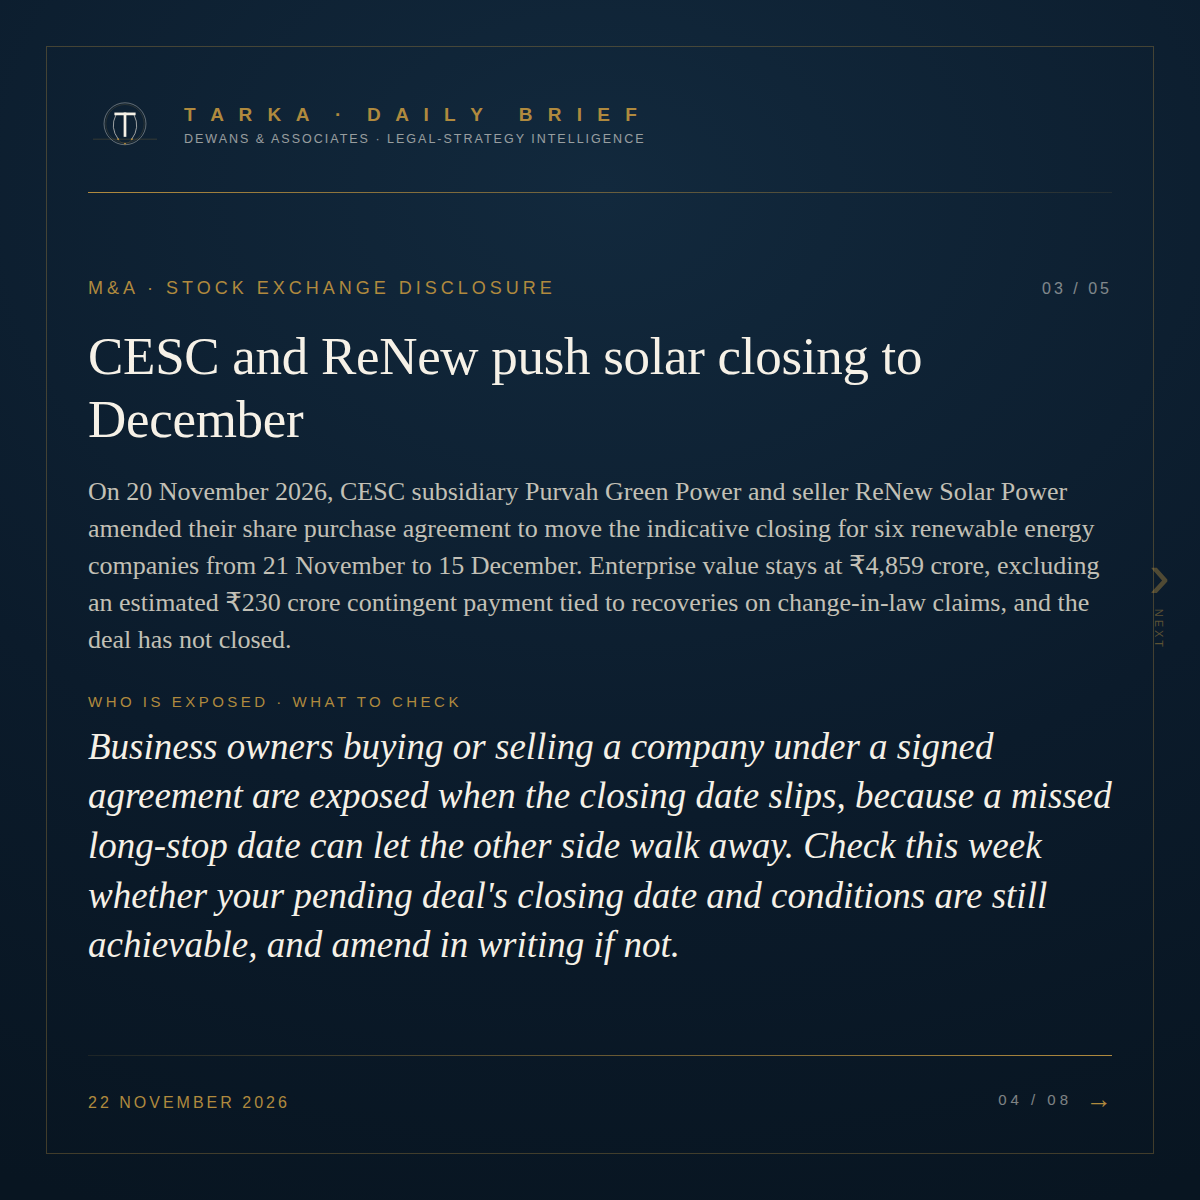 T
TARKA · DAILY BRIEF
DEWANS & ASSOCIATES · LEGAL-STRATEGY INTELLIGENCE
M&A · STOCK EXCHANGE DISCLOSURE
03 / 05
CESC and ReNew push solar closing to
December
On 20 November 2026, CESC subsidiary Purvah Green Power and seller ReNew Solar Power
amended their share purchase agreement to move the indicative closing for six renewable energy
companies from 21 November to 15 December. Enterprise value stays at ₹4,859 crore, excluding
an estimated ₹230 crore contingent payment tied to recoveries on change-in-law claims, and the
deal has not closed.
NEXT
WHO IS EXPOSED · WHAT TO CHECK
Business owners buying or selling a company under a signed
agreement are exposed when the closing date slips, because a missed
long-stop date can let the other side walk away. Check this week
whether your pending deal's closing date and conditions are still
achievable, and amend in writing if not.
22 NOVEMBER 2026
04 / 08 →